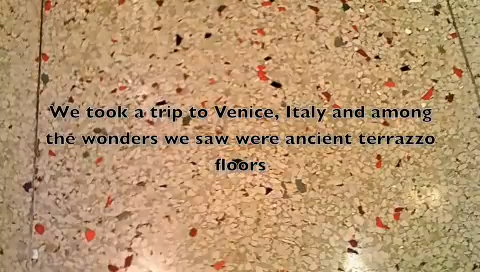 We took a trip to Venice, Italy and among
the wonders we saw were ancient terrazzo
floors